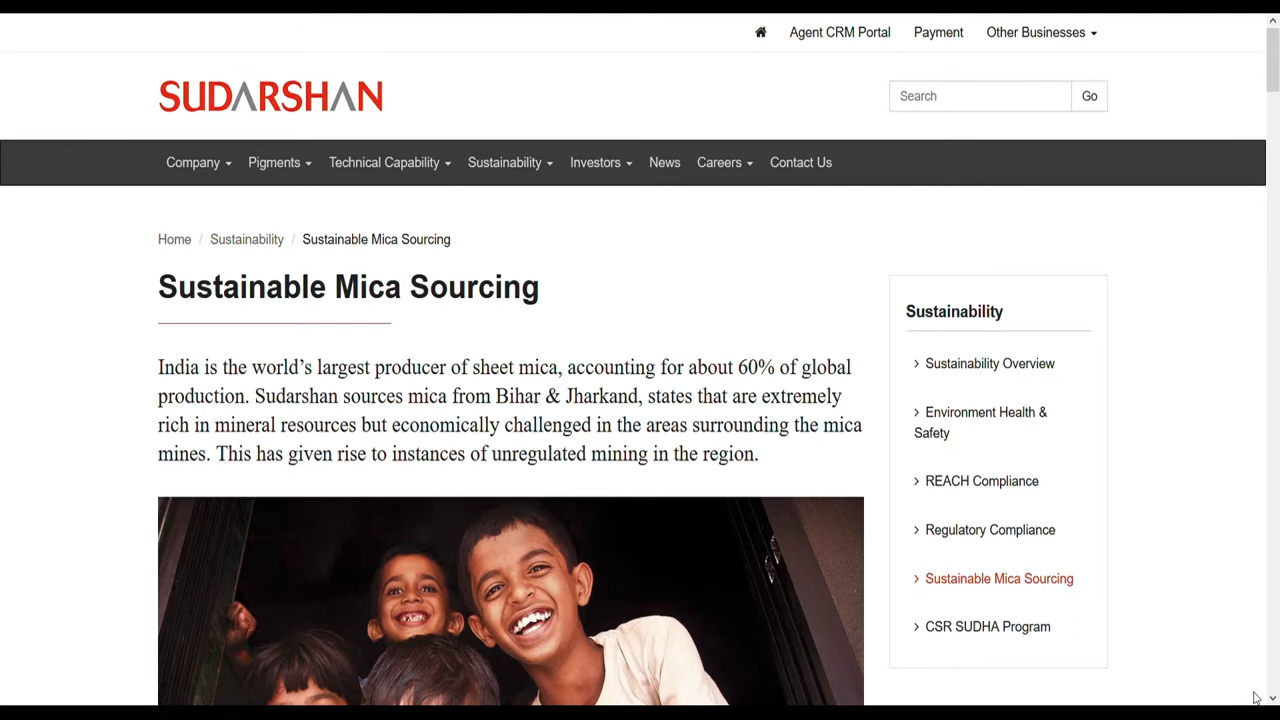 Agent CRM Portal Payment Other Businesses
SUDARSHAN
Search Go
Company Pigments Technical Capability Sustainability Investors News Careers Contact Us
Home / Sustainability / Sustainable Mica Sourcing
Sustainable Mica Sourcing
India is the world’s largest producer of sheet mica, accounting for about 60% of global
production. Sudarshan sources mica from Bihar & Jharkand, states that are extremely
rich in mineral resources but economically challenged in the areas surrounding the mica
mines. This has given rise to instances of unregulated mining in the region.
Sustainability
Sustainability Overview
Environment Health &
Safety
REACH Compliance
Regulatory Compliance
Sustainable Mica Sourcing
CSR SUDHA Program